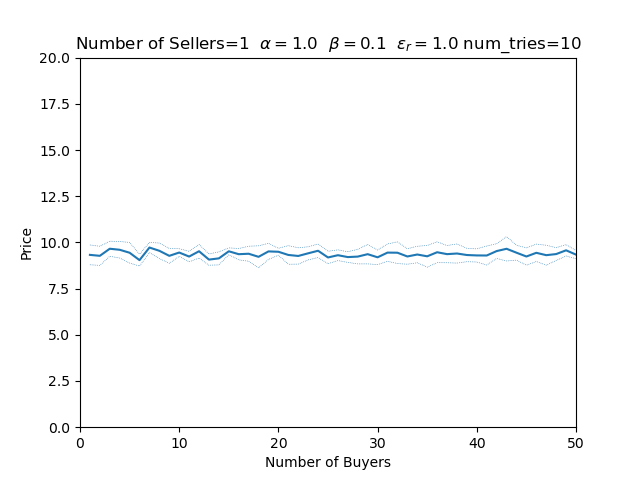 Number of Sellers=1 α = 1.0 β = 0.1 εᵣ = 1.0 num_tries=10
20.0
17.5
15.0
12.5
10.0
7.5
5.0
2.5
0.0
Price
0 10 20 30 40 50
Number of Buyers